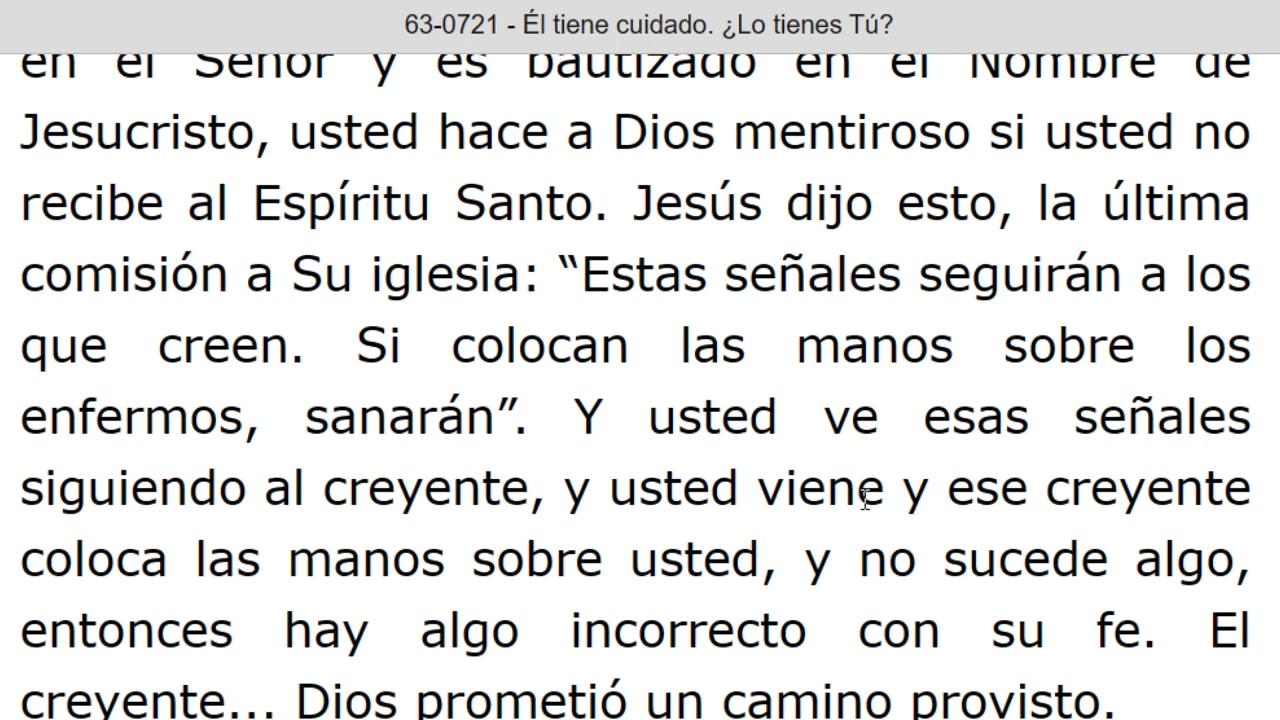 63-0721 - Él tiene cuidado. ¿Lo tienes Tú?
en el Señor y es bautizado en el Nombre de
Jesucristo, usted hace a Dios mentiroso si usted no
recibe al Espíritu Santo. Jesús dijo esto, la última
comisión a Su iglesia: “Estas señales seguirán a los
que creen. Si colocan las manos sobre los
enfermos, sanarán”. Y usted ve esas señales
siguiendo al creyente, y usted viene y ese creyente
coloca las manos sobre usted, y no sucede algo,
entonces hay algo incorrecto con su fe. El
creyente... Dios prometió un camino provisto.